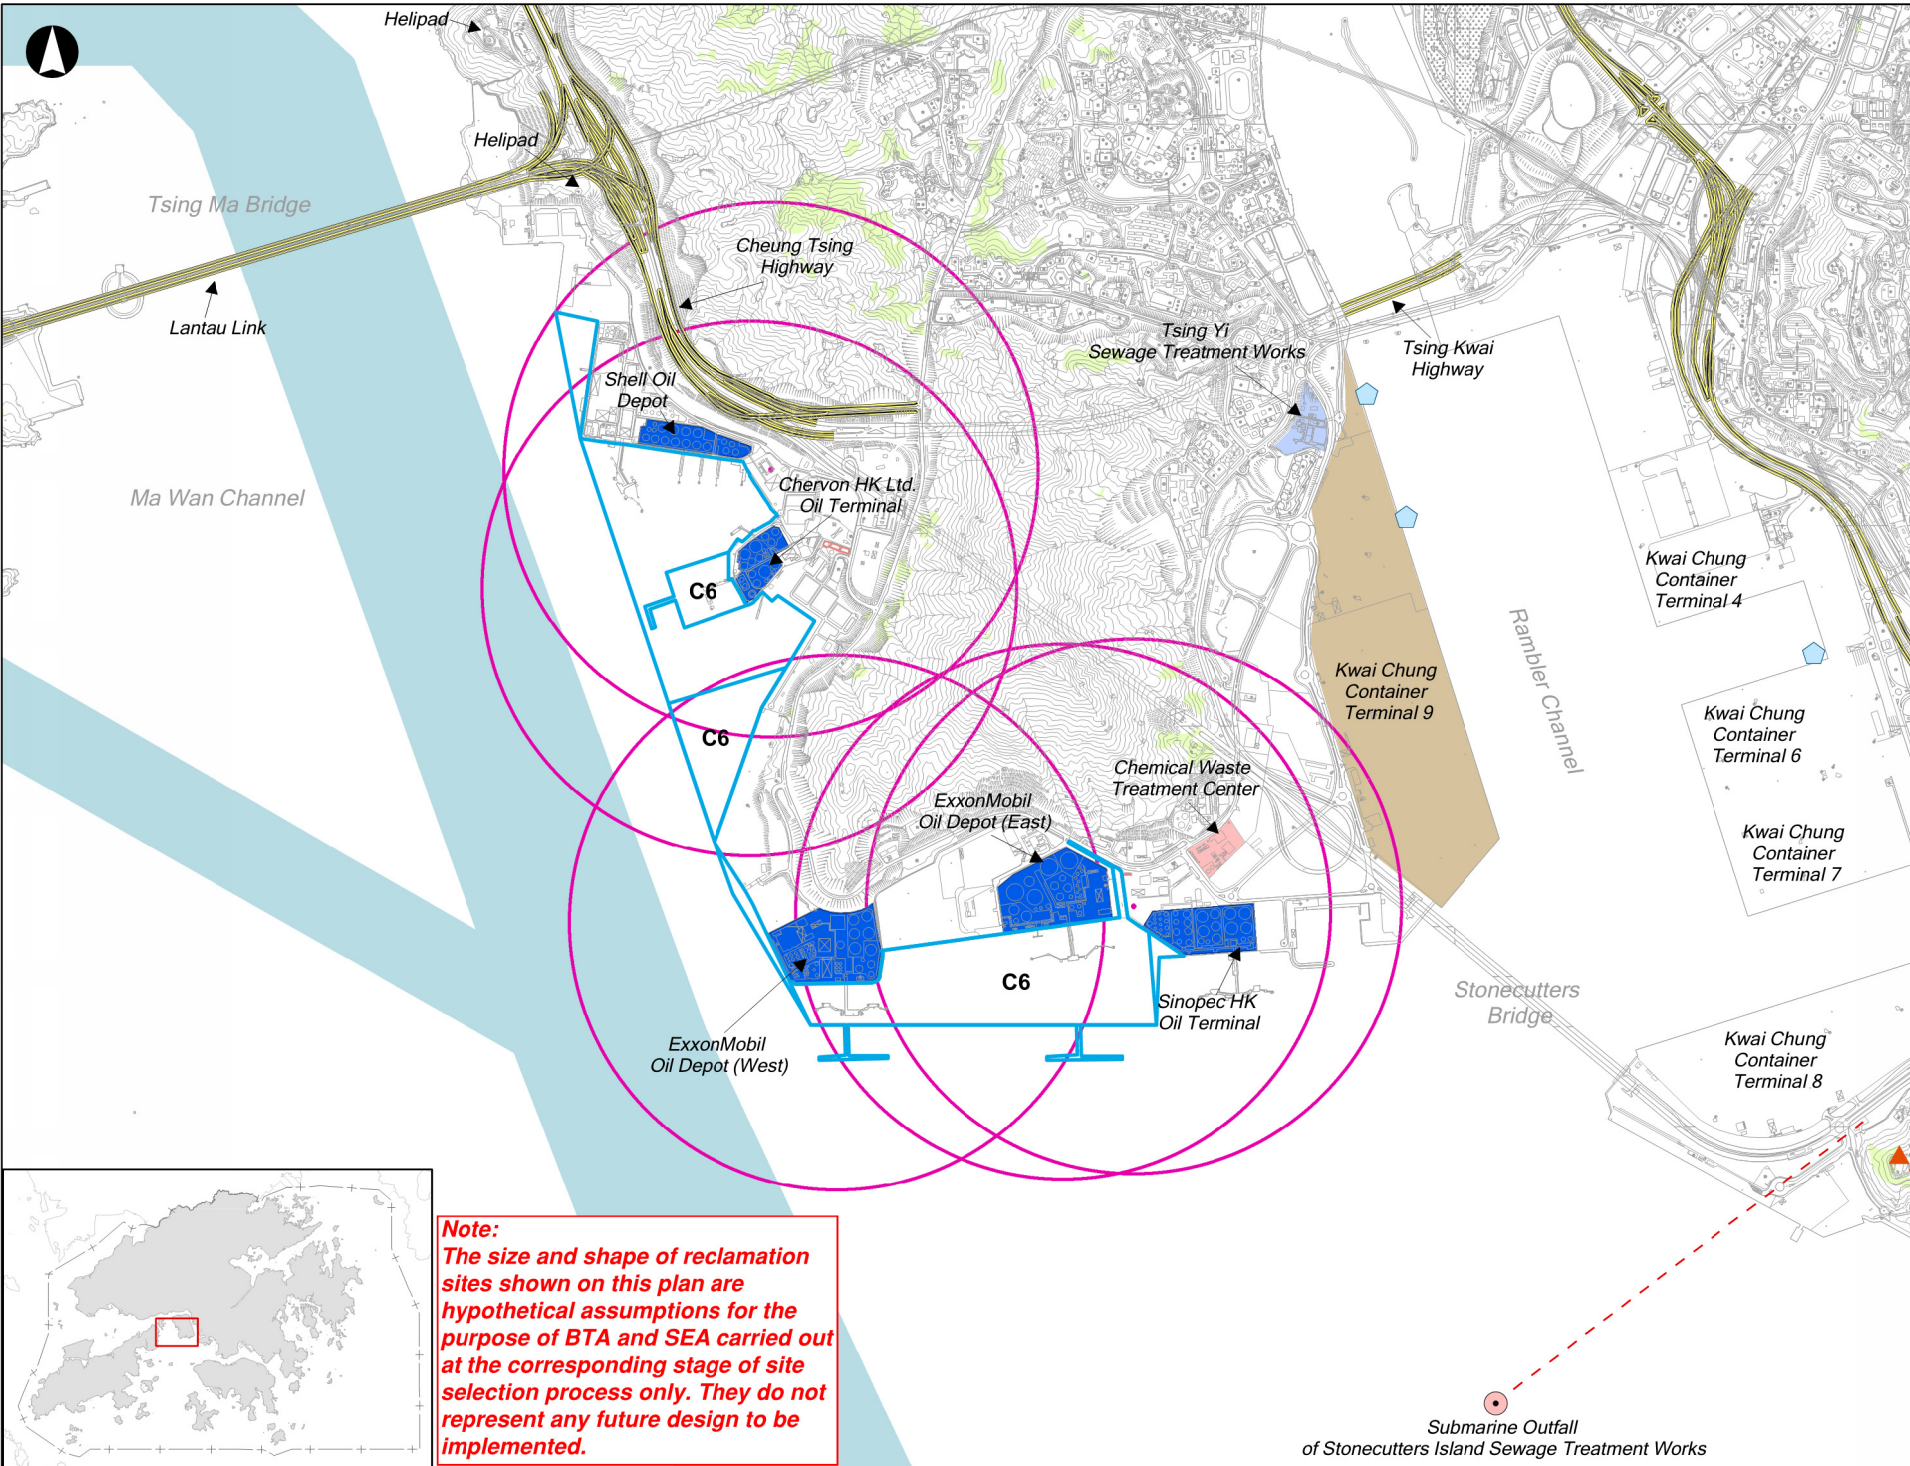 Helipad
Helipad
Tsing Ma Bridge
Cheung Tsing
Highway
Lantau Link
Tsing Yi
Sewage Treatment Works
Tsing Kwai
Highway
Shell Oil
Depot
Ma Wan Channel
Chervon HK Ltd.
Oil Terminal
Kwai Chung
Container
Terminal 4
C6
Rambler Channel
Kwai Chung
Container
Terminal 9
Kwai Chung
Container
Terminal 6
C6
Chemical Waste
Treatment Center
ExxonMobil
Oil Depot (East)
Kwai Chung
Container
Terminal 7
C6
Sinopec HK
Oil Terminal
Stonecutters
Bridge
ExxonMobil
Oil Depot (West)
Kwai Chung
Container
Terminal 8
Note:
The size and shape of reclamation
sites shown on this plan are
hypothetical assumptions for the
purpose of BTA and SEA carried out
at the corresponding stage of site
selection process only. They do not
represent any future design to be
implemented.
Submarine Outfall
of Stonecutters Island Sewage Treatment Works